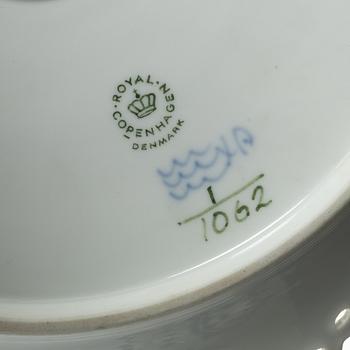 ROYAL
COPENHAGEN
DENMARK
1
1062